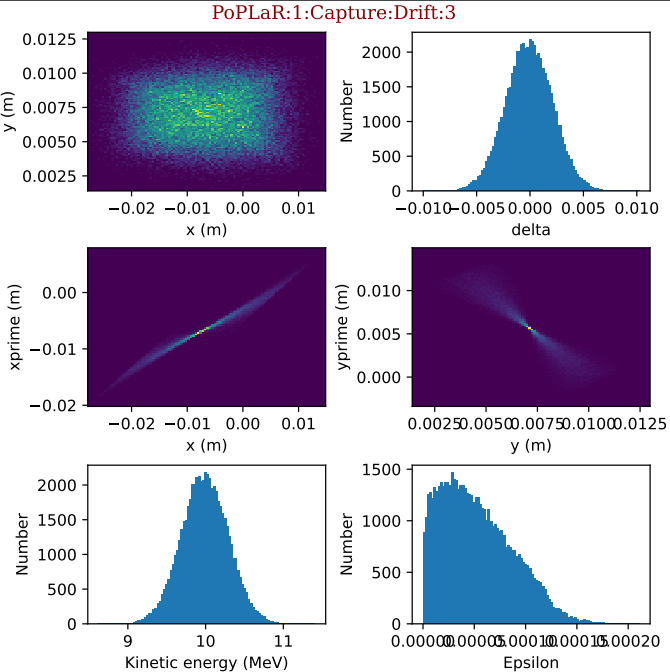 PoPLaR:1:Capture:Drift:3
0.0125
0.0100
0.0075
0.0050
0.0025
y (m)
−0.02 −0.01 0.00 0.01
x (m)
2000
1500
1000
500
0
Number
−0.010 −0.005 0.000 0.005 0.010
delta
0.00
−0.01
−0.02
xprime (m)
−0.02 −0.01 0.00 0.01
x (m)
0.010
0.005
0.000
yprime (m)
0.0025 0.0050 0.0075 0.0100 0.0125
y (m)
2000
1500
1000
500
0
Number
9 10 11
Kinetic energy (MeV)
1500
1000
500
0
Number
0.00000 0.00005 0.00010 0.00015 0.00020
Epsilon